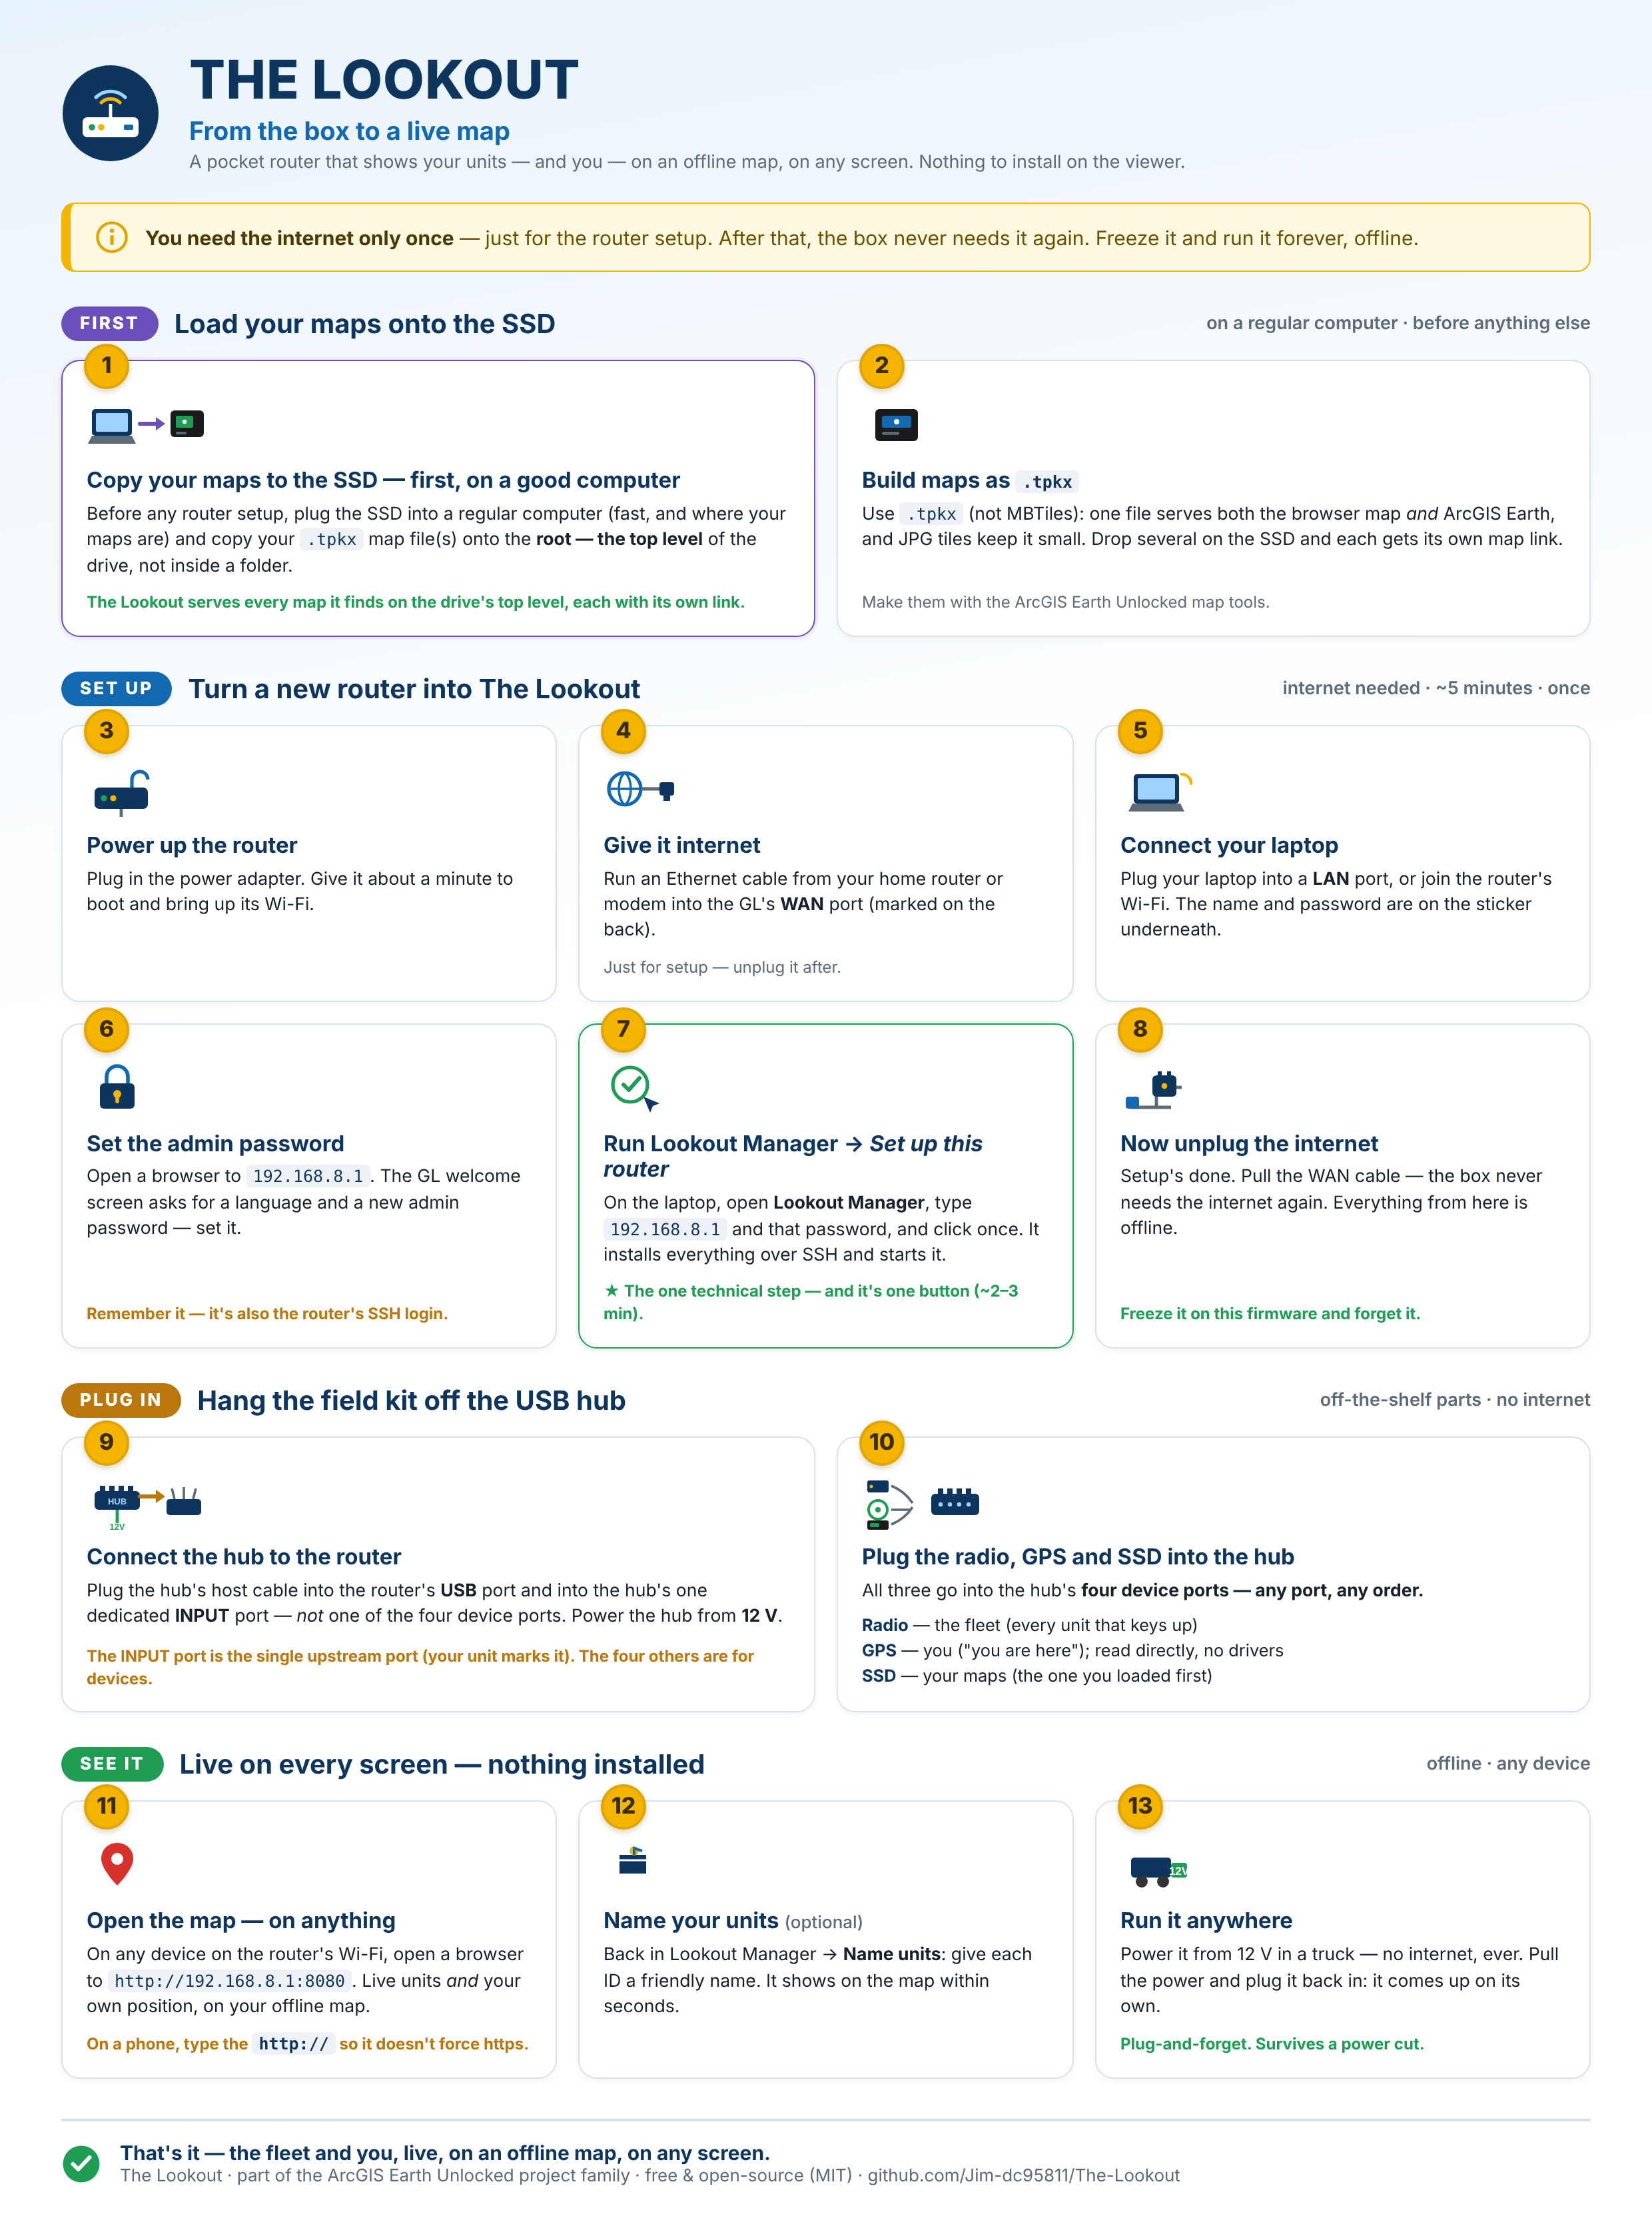 THE LOOKOUT
From the box to a live map
A pocket router that shows your units — and you — on an offline map, on any screen. Nothing to install on the viewer.
You need the internet only once — just for the router setup. After that, the box never needs it again. Freeze it and run it forever, offline.
FIRST Load your maps onto the SSD on a regular computer · before anything else
1
Copy your maps to the SSD — first, on a good computer
Before any router setup, plug the SSD into a regular computer (fast, and where your
maps are) and copy your .tpkx map file(s) onto the root — the top level of the
drive, not inside a folder.
The Lookout serves every map it finds on the drive's top level, each with its own link.
2
Build maps as .tpkx
Use .tpkx (not MBTiles): one file serves both the browser map and ArcGIS Earth,
and JPG tiles keep it small. Drop several on the SSD and each gets its own map link.
Make them with the ArcGIS Earth Unlocked map tools.
SET UP Turn a new router into The Lookout internet needed · ~5 minutes · once
3
Power up the router
Plug in the power adapter. Give it about a minute to
boot and bring up its Wi-Fi.
4
Give it internet
Run an Ethernet cable from your home router or
modem into the GL's WAN port (marked on the
back).
Just for setup — unplug it after.
5
Connect your laptop
Plug your laptop into a LAN port, or join the router's
Wi-Fi. The name and password are on the sticker
underneath.
6
Set the admin password
Open a browser to 192.168.8.1. The GL welcome
screen asks for a language and a new admin
password — set it.
Remember it — it's also the router's SSH login.
7
Run Lookout Manager → Set up this
router
On the laptop, open Lookout Manager, type
192.168.8.1 and that password, and click once. It
installs everything over SSH and starts it.
★ The one technical step — and it's one button (~2–3
min).
8
Now unplug the internet
Setup's done. Pull the WAN cable — the box never
needs the internet again. Everything from here is
offline.
Freeze it on this firmware and forget it.
PLUG IN Hang the field kit off the USB hub off-the-shelf parts · no internet
9
HUB
12V
Connect the hub to the router
Plug the hub's host cable into the router's USB port and into the hub's one
dedicated INPUT port — not one of the four device ports. Power the hub from 12 V.
The INPUT port is the single upstream port (your unit marks it). The four others are for
devices.
10
Plug the radio, GPS and SSD into the hub
All three go into the hub's four device ports — any port, any order.
Radio — the fleet (every unit that keys up)
GPS — you ("you are here"); read directly, no drivers
SSD — your maps (the one you loaded first)
SEE IT Live on every screen — nothing installed offline · any device
11
Open the map — on anything
On any device on the router's Wi-Fi, open a browser
to http://192.168.8.1:8080. Live units and your
own position, on your offline map.
On a phone, type the http:// so it doesn't force https.
12
Name your units (optional)
Back in Lookout Manager → Name units: give each
ID a friendly name. It shows on the map within
seconds.
13
12V
Run it anywhere
Power it from 12 V in a truck — no internet, ever. Pull
the power and plug it back in: it comes up on its
own.
Plug-and-forget. Survives a power cut.
That's it — the fleet and you, live, on an offline map, on any screen.
The Lookout · part of the ArcGIS Earth Unlocked project family · free & open-source (MIT) · github.com/Jim-dc95811/The-Lookout